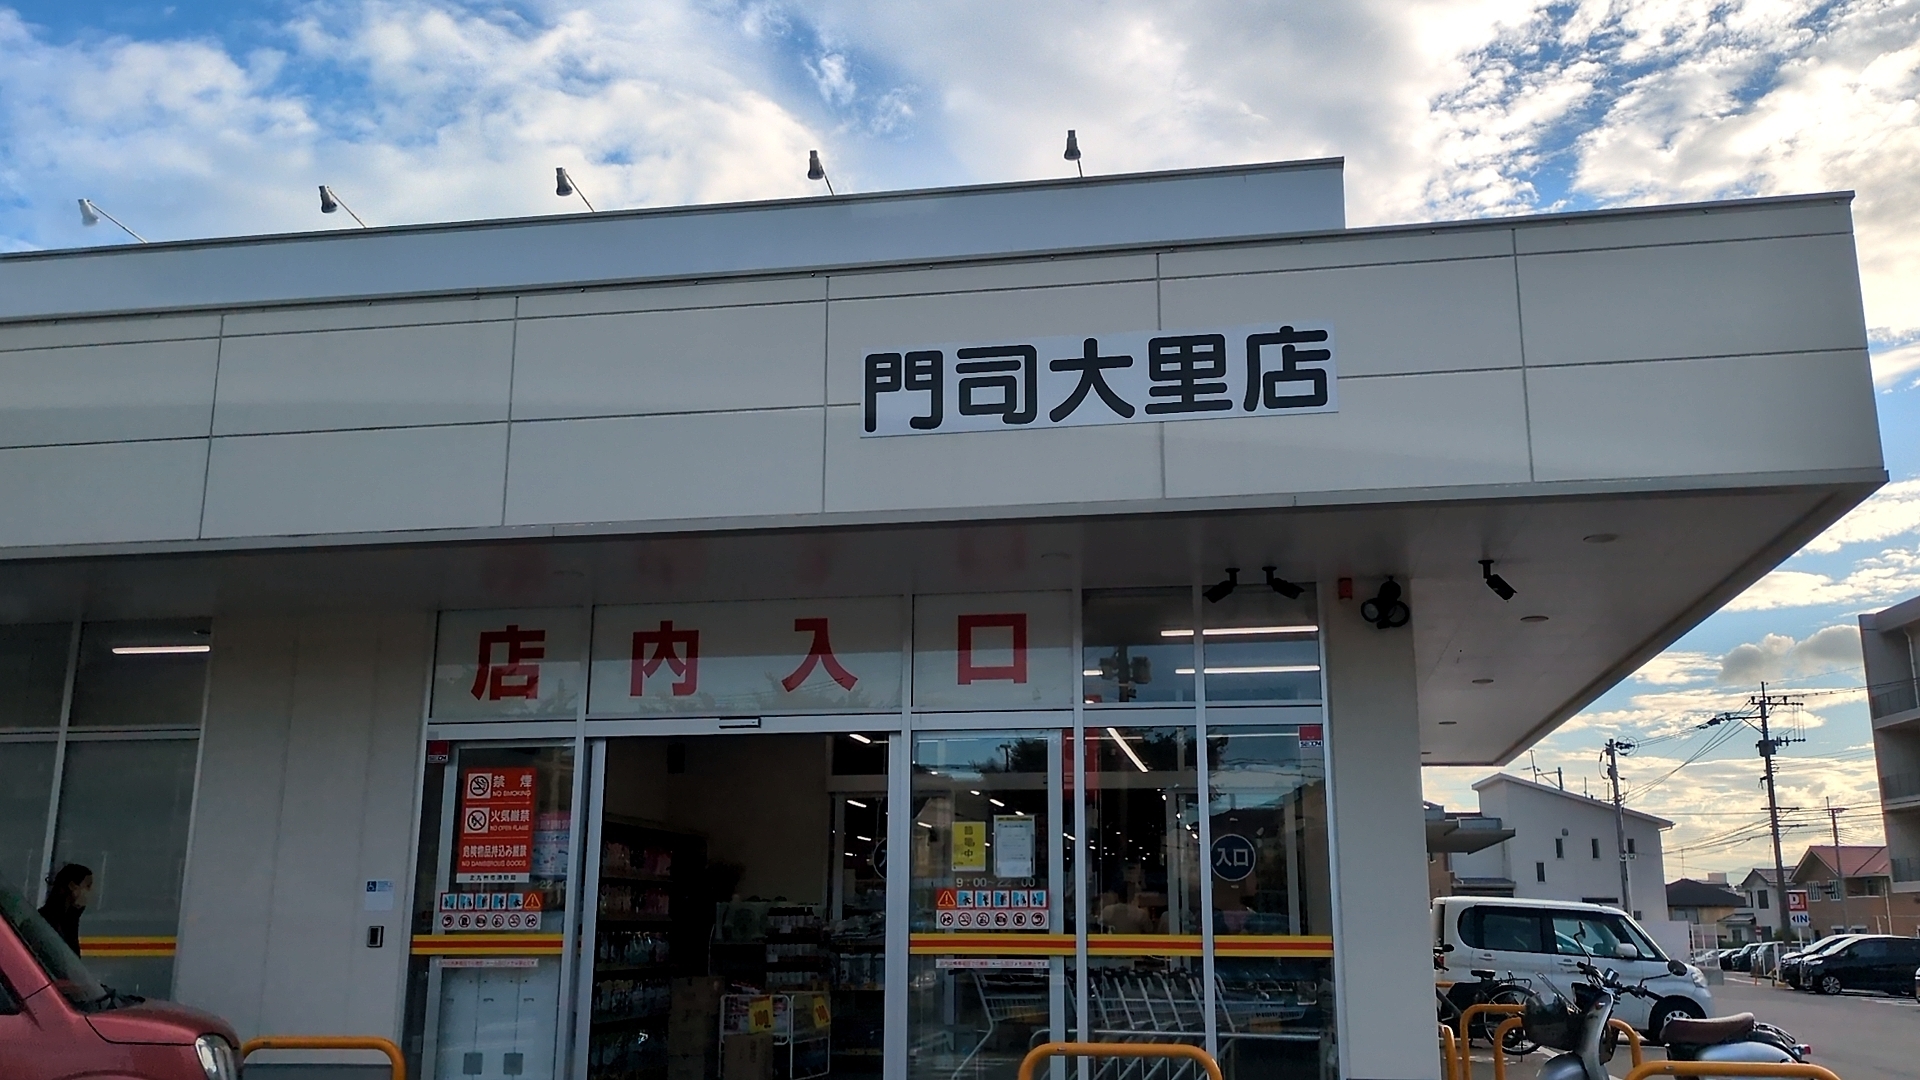 門司大里店
店内入口
禁煙
NO SMOKING
火気厳禁
NO OPEN FLAME
危険物品持込み厳禁
NO DANGEROUS GOODS
入口
9:00~22:00
SECOM
IN